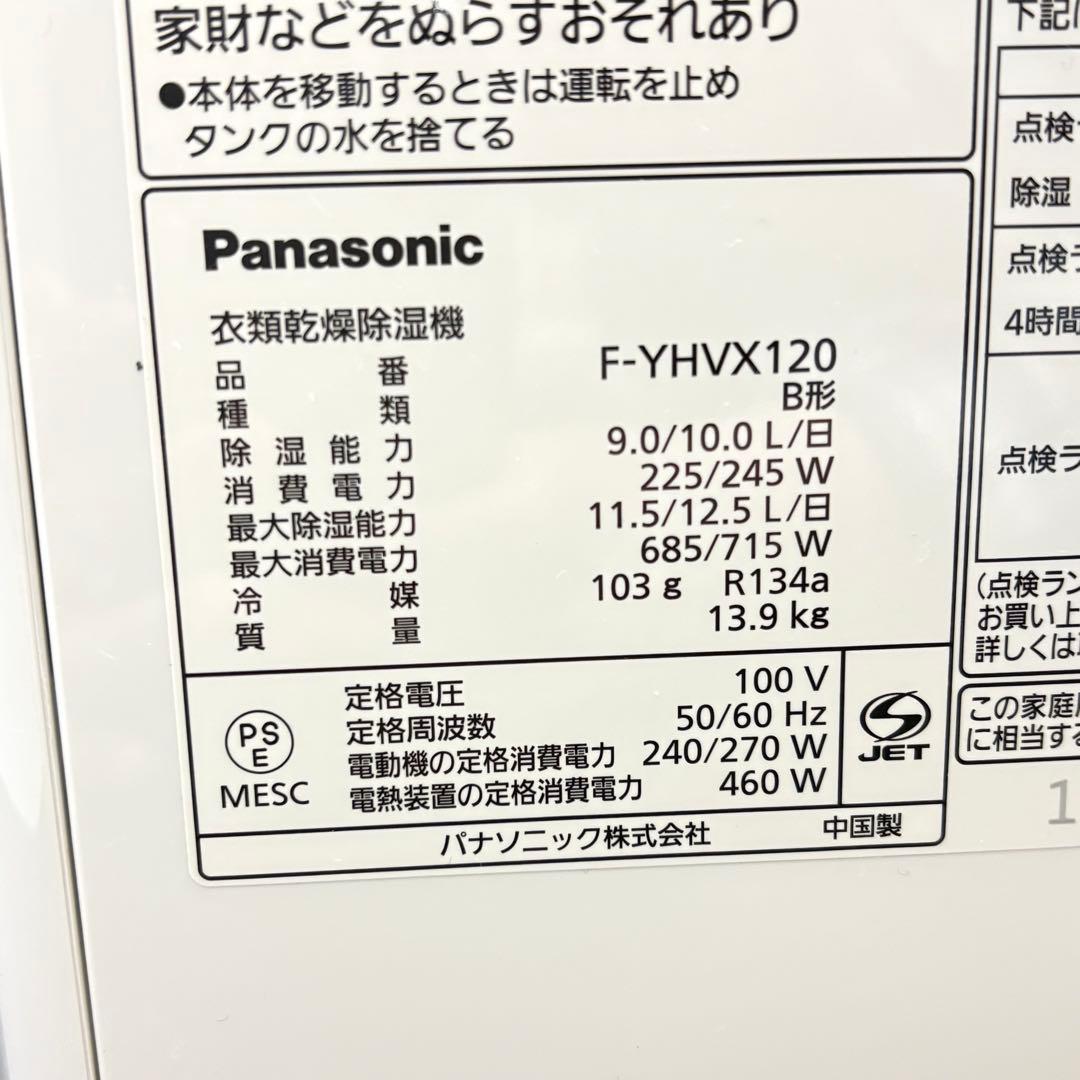 家財などをぬらすおそれあり
●本体を移動するときは運転を止め
タンクの水を捨てる
Panasonic
衣類乾燥除湿機
品番 F-YHVX120
種類 B形
除湿能力 9.0/10.0 L/日
消費電力 225/245 W
最大除湿能力 11.5/12.5 L/日
最大消費電力 685/715 W
冷媒 103 g R134a
質量 13.9 kg
PS
E
MESC
定格電圧 100 V
定格周波数 50/60 Hz
電動機の定格消費電力 240/270 W
電熱装置の定格消費電力 460 W
JET
パナソニック株式会社 中国製
下記
点検
除湿
点検
4時間
点検ラ
(点検ラン
お買い上
詳しくは
この家庭
に相当する
1